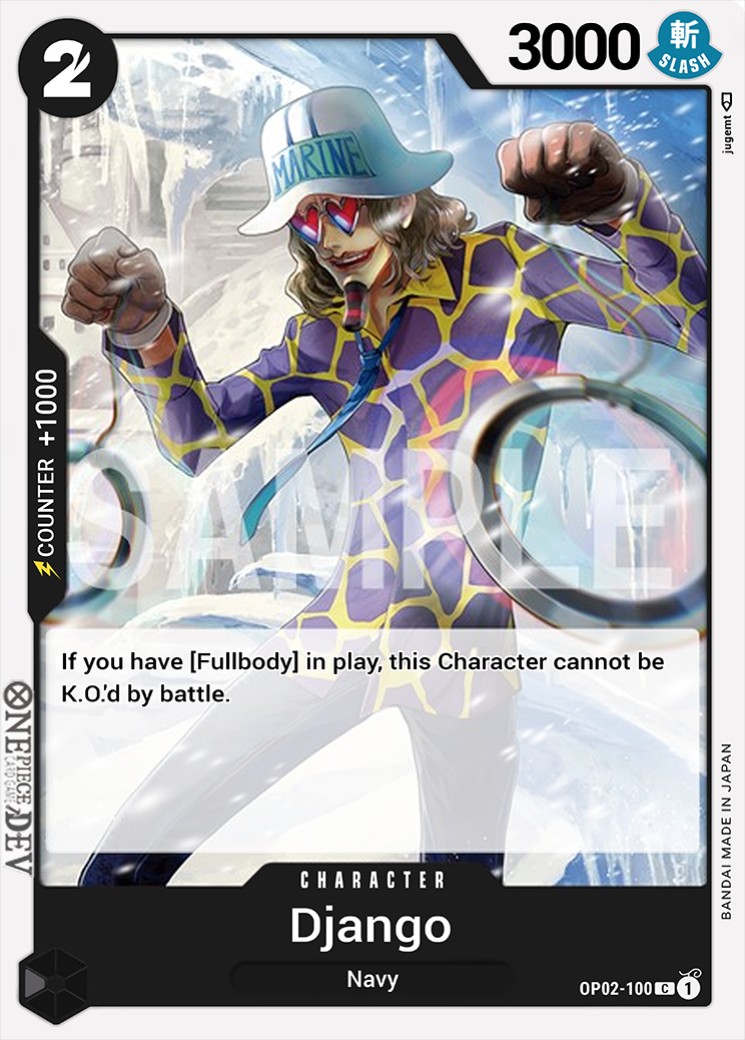 2
3000
斬
SLASH
jugemt
MARINE
COUNTER +1000
SAMPLE
If you have [Fullbody] in play, this Character cannot be
K.O.'d by battle.
ONE PIECE
CARD GAME
DEV
BANDAI MADE IN JAPAN
CHARACTER
Django
Navy
OP02-100 C 1